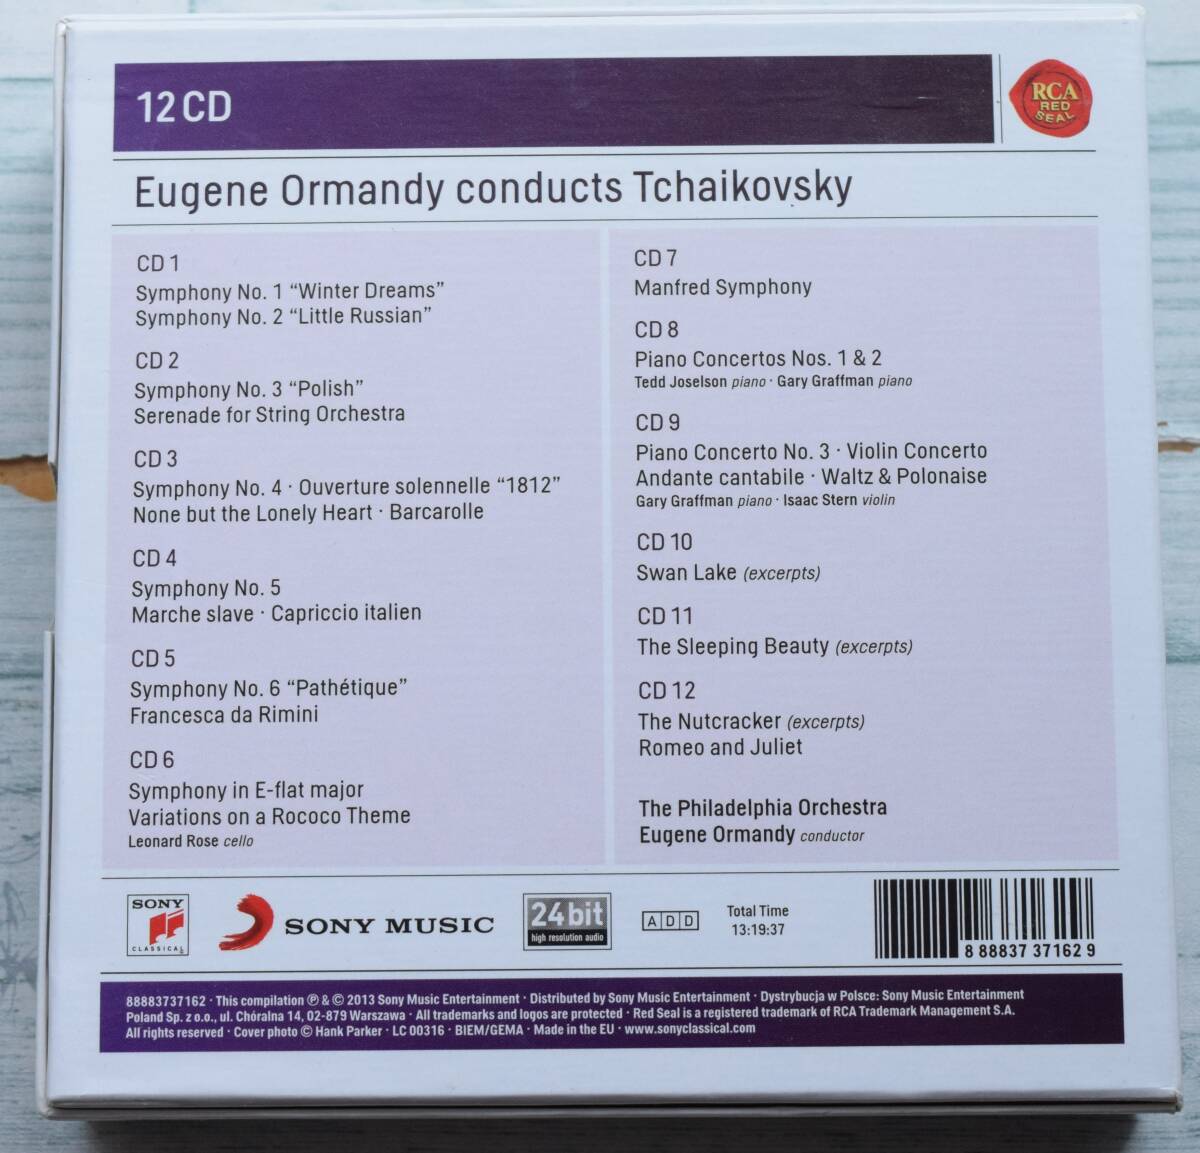 12 CD
RCA
RED
SEAL
Eugene Ormandy conducts Tchaikovsky
CD 1
Symphony No. 1 “Winter Dreams”
Symphony No. 2 “Little Russian”
CD 2
Symphony No. 3 “Polish”
Serenade for String Orchestra
CD 3
Symphony No. 4 · Ouverture solennelle “1812”
None but the Lonely Heart · Barcarolle
CD 4
Symphony No. 5
Marche slave · Capriccio italien
CD 5
Symphony No. 6 “Pathétique”
Francesca da Rimini
CD 6
Symphony in E-flat major
Variations on a Rococo Theme
Leonard Rose cello
CD 7
Manfred Symphony
CD 8
Piano Concertos Nos. 1 & 2
Tedd Joselson piano · Gary Graffman piano
CD 9
Piano Concerto No. 3 · Violin Concerto
Andante cantabile · Waltz & Polonaise
Gary Graffman piano · Isaac Stern violin
CD 10
Swan Lake (excerpts)
CD 11
The Sleeping Beauty (excerpts)
CD 12
The Nutcracker (excerpts)
Romeo and Juliet
The Philadelphia Orchestra
Eugene Ormandy conductor
SONY
CLASSICAL
SONY MUSIC
24 bit
high resolution audio
A D D
Total Time
13:19:37
8 88837 37162 9
88883737162 · This compilation ℗ & © 2013 Sony Music Entertainment · Distributed by Sony Music Entertainment · Dystrybucja w Polsce: Sony Music Entertainment
Poland Sp. z o.o., ul. Chóralna 14, 02-879 Warszawa · All trademarks and logos are protected · Red Seal is a registered trademark of RCA Trademark Management S.A.
All rights reserved · Cover photo © Hank Parker · LC 00316 · BIEM/GEMA · Made in the EU · www.sonyclassical.com